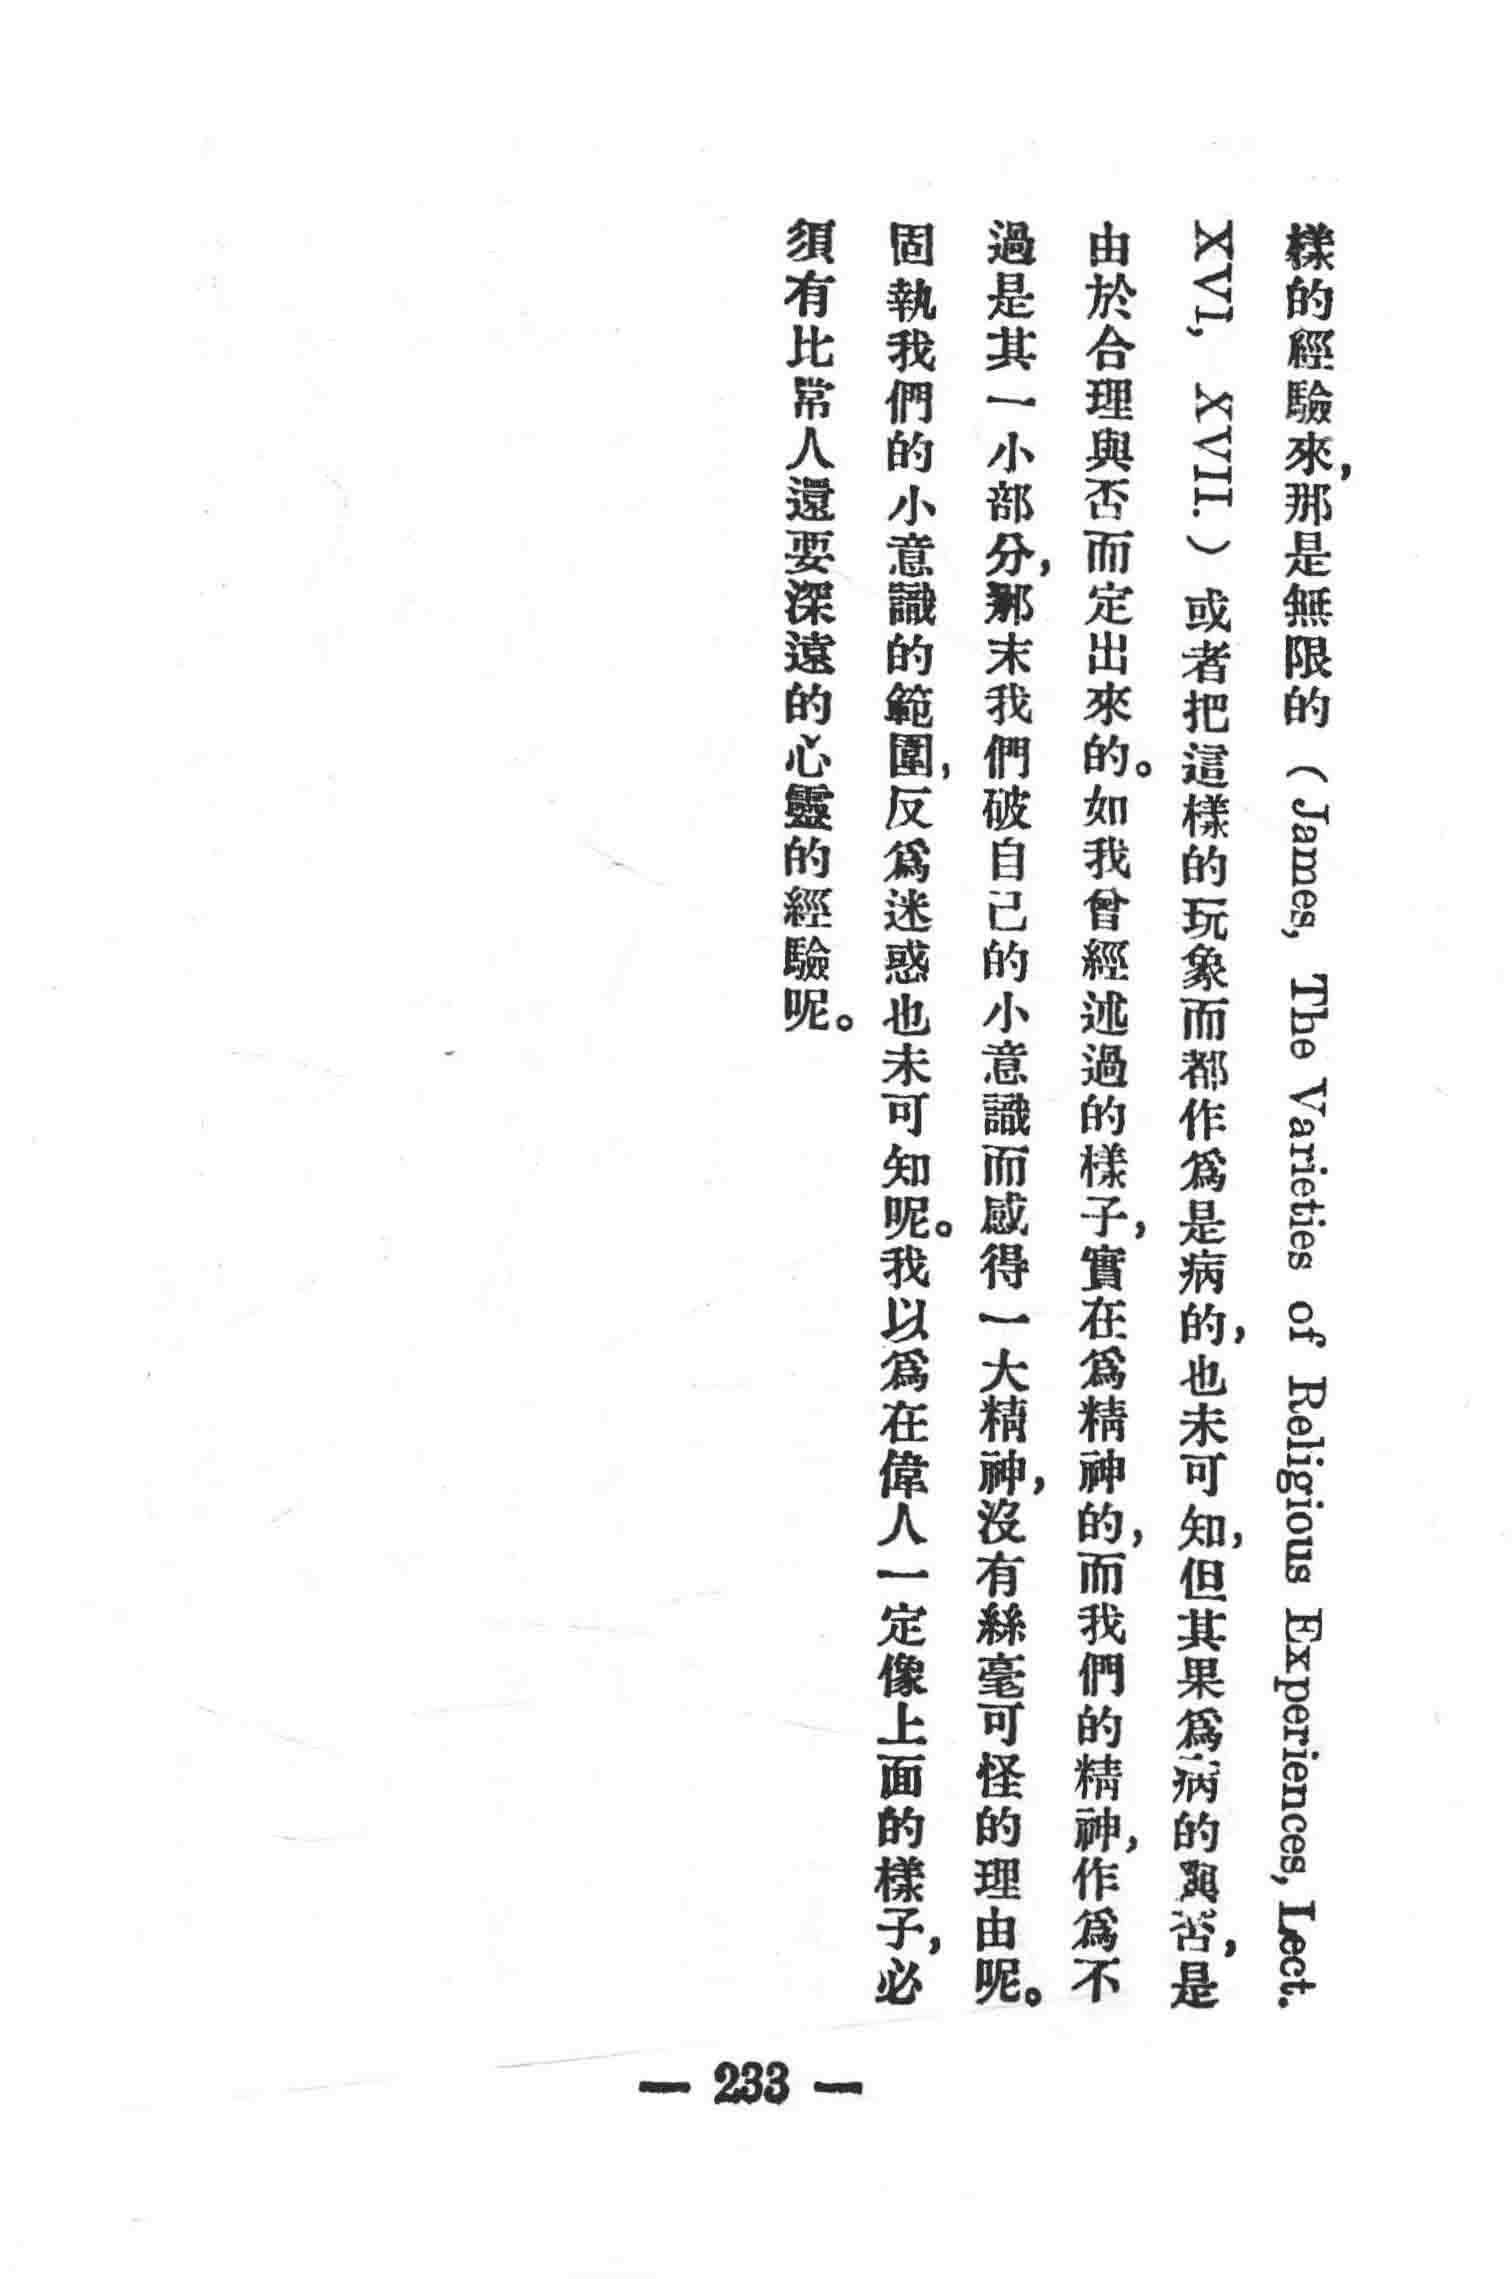 樣的經驗來，那是無限的（James, The Varieties of Religious Experiences, Lect.
XVI, XVII.）或者把這樣的玩象而都作爲是病的，也未可知，但其果爲病的與否，是
由於合理與否而定出來的。如我曾經述過的樣子，實在爲精神的，而我們的精神，作爲不
過是其一小部分，那末我們破自己的小意識而感得一大精神，沒有絲毫可怪的理由呢。
固執我們的小意識的範圍，反爲迷惑也未可知呢。我以爲在偉人一定像上面的樣子，必
須有比常人還要深遠的心靈的經驗呢。
— 233 —